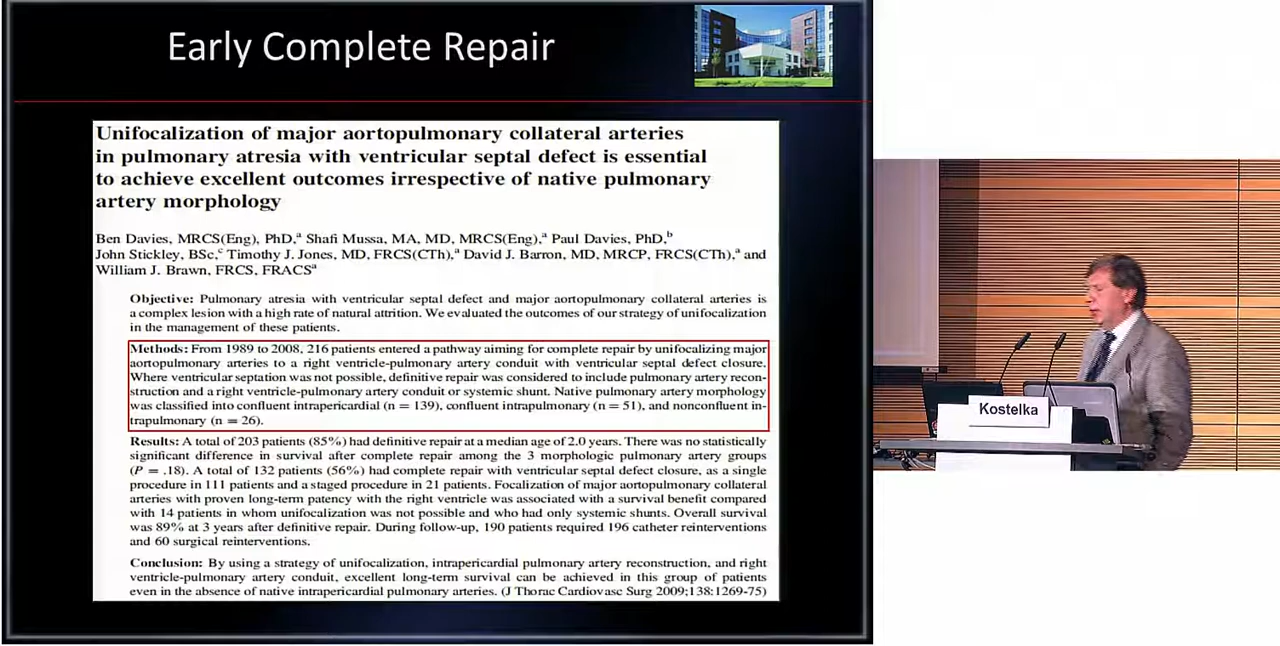 Early Complete Repair
Unifocalization of major aortopulmonary collateral arteries
in pulmonary atresia with ventricular septal defect is essential
to achieve excellent outcomes irrespective of native pulmonary
artery morphology
Ben Davies, MRCS(Eng), PhD,a Shafi Mussa, MA, MD, MRCS(Eng),a Paul Davies, PhD,b
John Stickley, BSc,c Timothy J. Jones, MD, FRCS(CTh),a David J. Barron, MD, MRCP, FRCS(CTh),a and
William J. Brawn, FRCS, FRACSa
Objective: Pulmonary atresia with ventricular septal defect and major aortopulmonary collateral arteries is
a complex lesion with a high rate of natural attrition. We evaluated the outcomes of our strategy of unifocalization
in the management of these patients.
Methods: From 1989 to 2008, 216 patients entered a pathway aiming for complete repair by unifocalizing major
aortopulmonary arteries to a right ventricle-pulmonary artery conduit with ventricular septal defect closure.
Where ventricular septation was not possible, definitive repair was considered to include pulmonary artery recon-
struction and a right ventricle-pulmonary artery conduit or systemic shunt. Native pulmonary artery morphology
was classified into confluent intrapericardial (n = 139), confluent intrapulmonary (n = 51), and nonconfluent in-
trapulmonary (n = 26).
Results: A total of 203 patients (85%) had definitive repair at a median age of 2.0 years. There was no statistically
significant difference in survival after complete repair among the 3 morphologic pulmonary artery groups
(P = .18). A total of 132 patients (56%) had complete repair with ventricular septal defect closure, as a single
procedure in 111 patients and a staged procedure in 21 patients. Focalization of major aortopulmonary collateral
arteries with proven long-term patency with the right ventricle was associated with a survival benefit compared
with 14 patients in whom unifocalization was not possible and who had only systemic shunts. Overall survival
was 89% at 3 years after definitive repair. During follow-up, 190 patients required 196 catheter reinterventions
and 60 surgical reinterventions.
Conclusion: By using a strategy of unifocalization, intrapericardial pulmonary artery reconstruction, and right
ventricle-pulmonary artery conduit, excellent long-term survival can be achieved in this group of patients
even in the absence of native intrapericardial pulmonary arteries. (J Thorac Cardiovasc Surg 2009;138:1269-75)
Kostelka